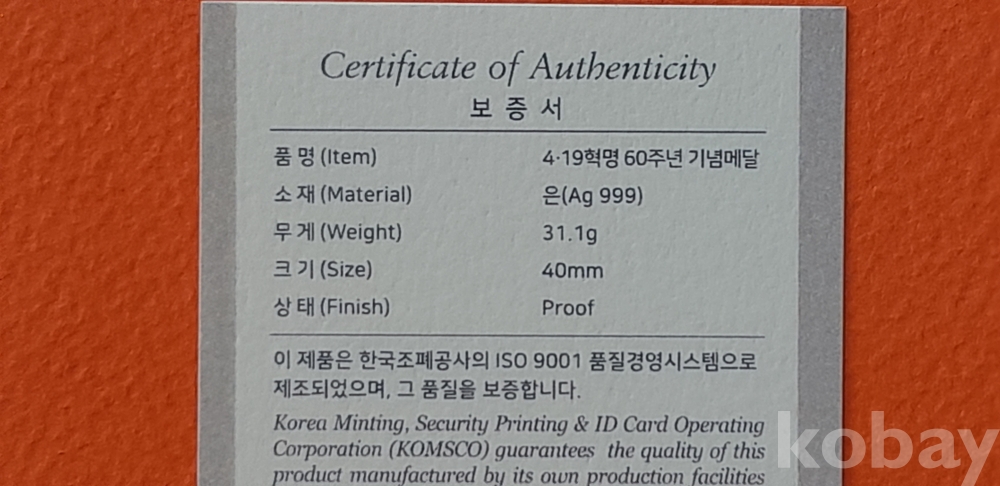 Certificate of Authenticity
보 증 서
품 명 (Item) 4·19혁명 60주년 기념메달
소 재 (Material) 은(Ag 999)
무 게 (Weight) 31.1g
크 기 (Size) 40mm
상 태 (Finish) Proof
이 제품은 한국조폐공사의 ISO 9001 품질경영시스템으로
제조되었으며, 그 품질을 보증합니다.
Korea Minting, Security Printing & ID Card Operating
Corporation (KOMSCO) guarantees the quality of this
product manufactured by its own production facilities
kobay